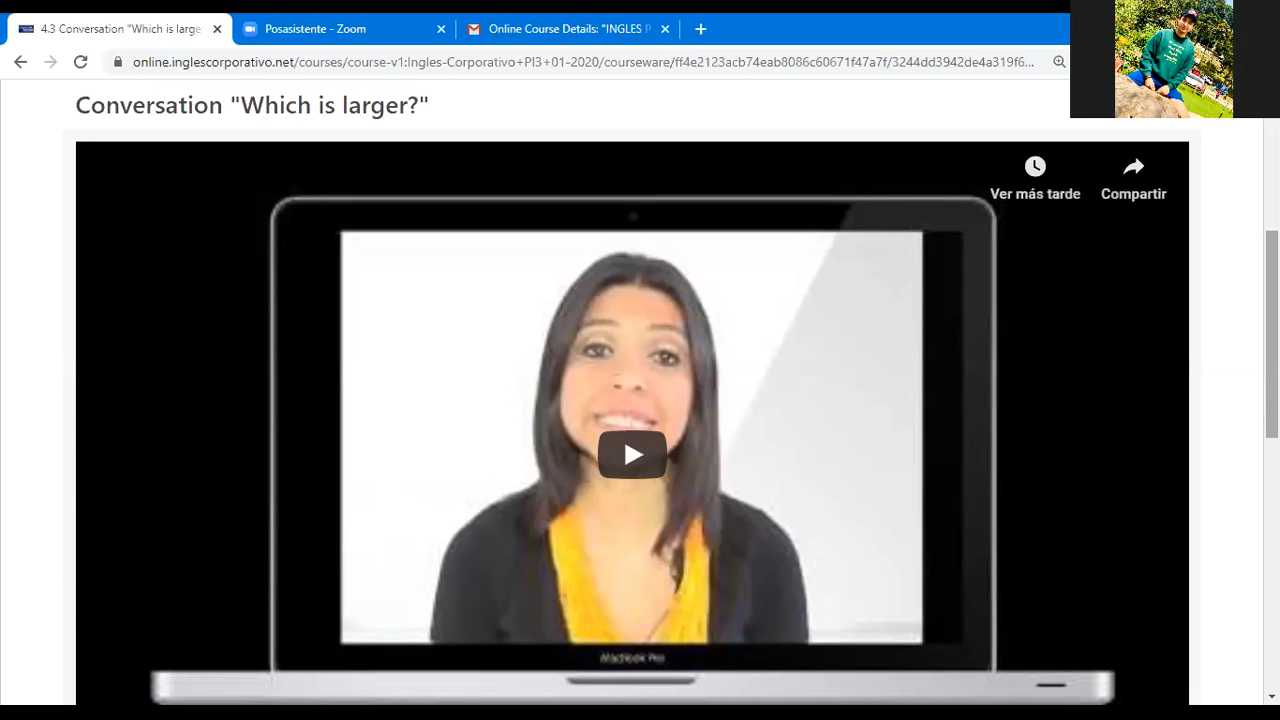 4.3 Conversation "Which is large
Posasistente - Zoom
Online Course Details: "INGLES P
online.inglescorporativo.net/courses/course-v1:Ingles-Corporativo+PI3+01-2020/courseware/ff4e2123acb74eab8086c60671f47a7f/3244dd3942de4a319f6...
Conversation "Which is larger?"
Ver más tarde
Compartir
MacBook Pro